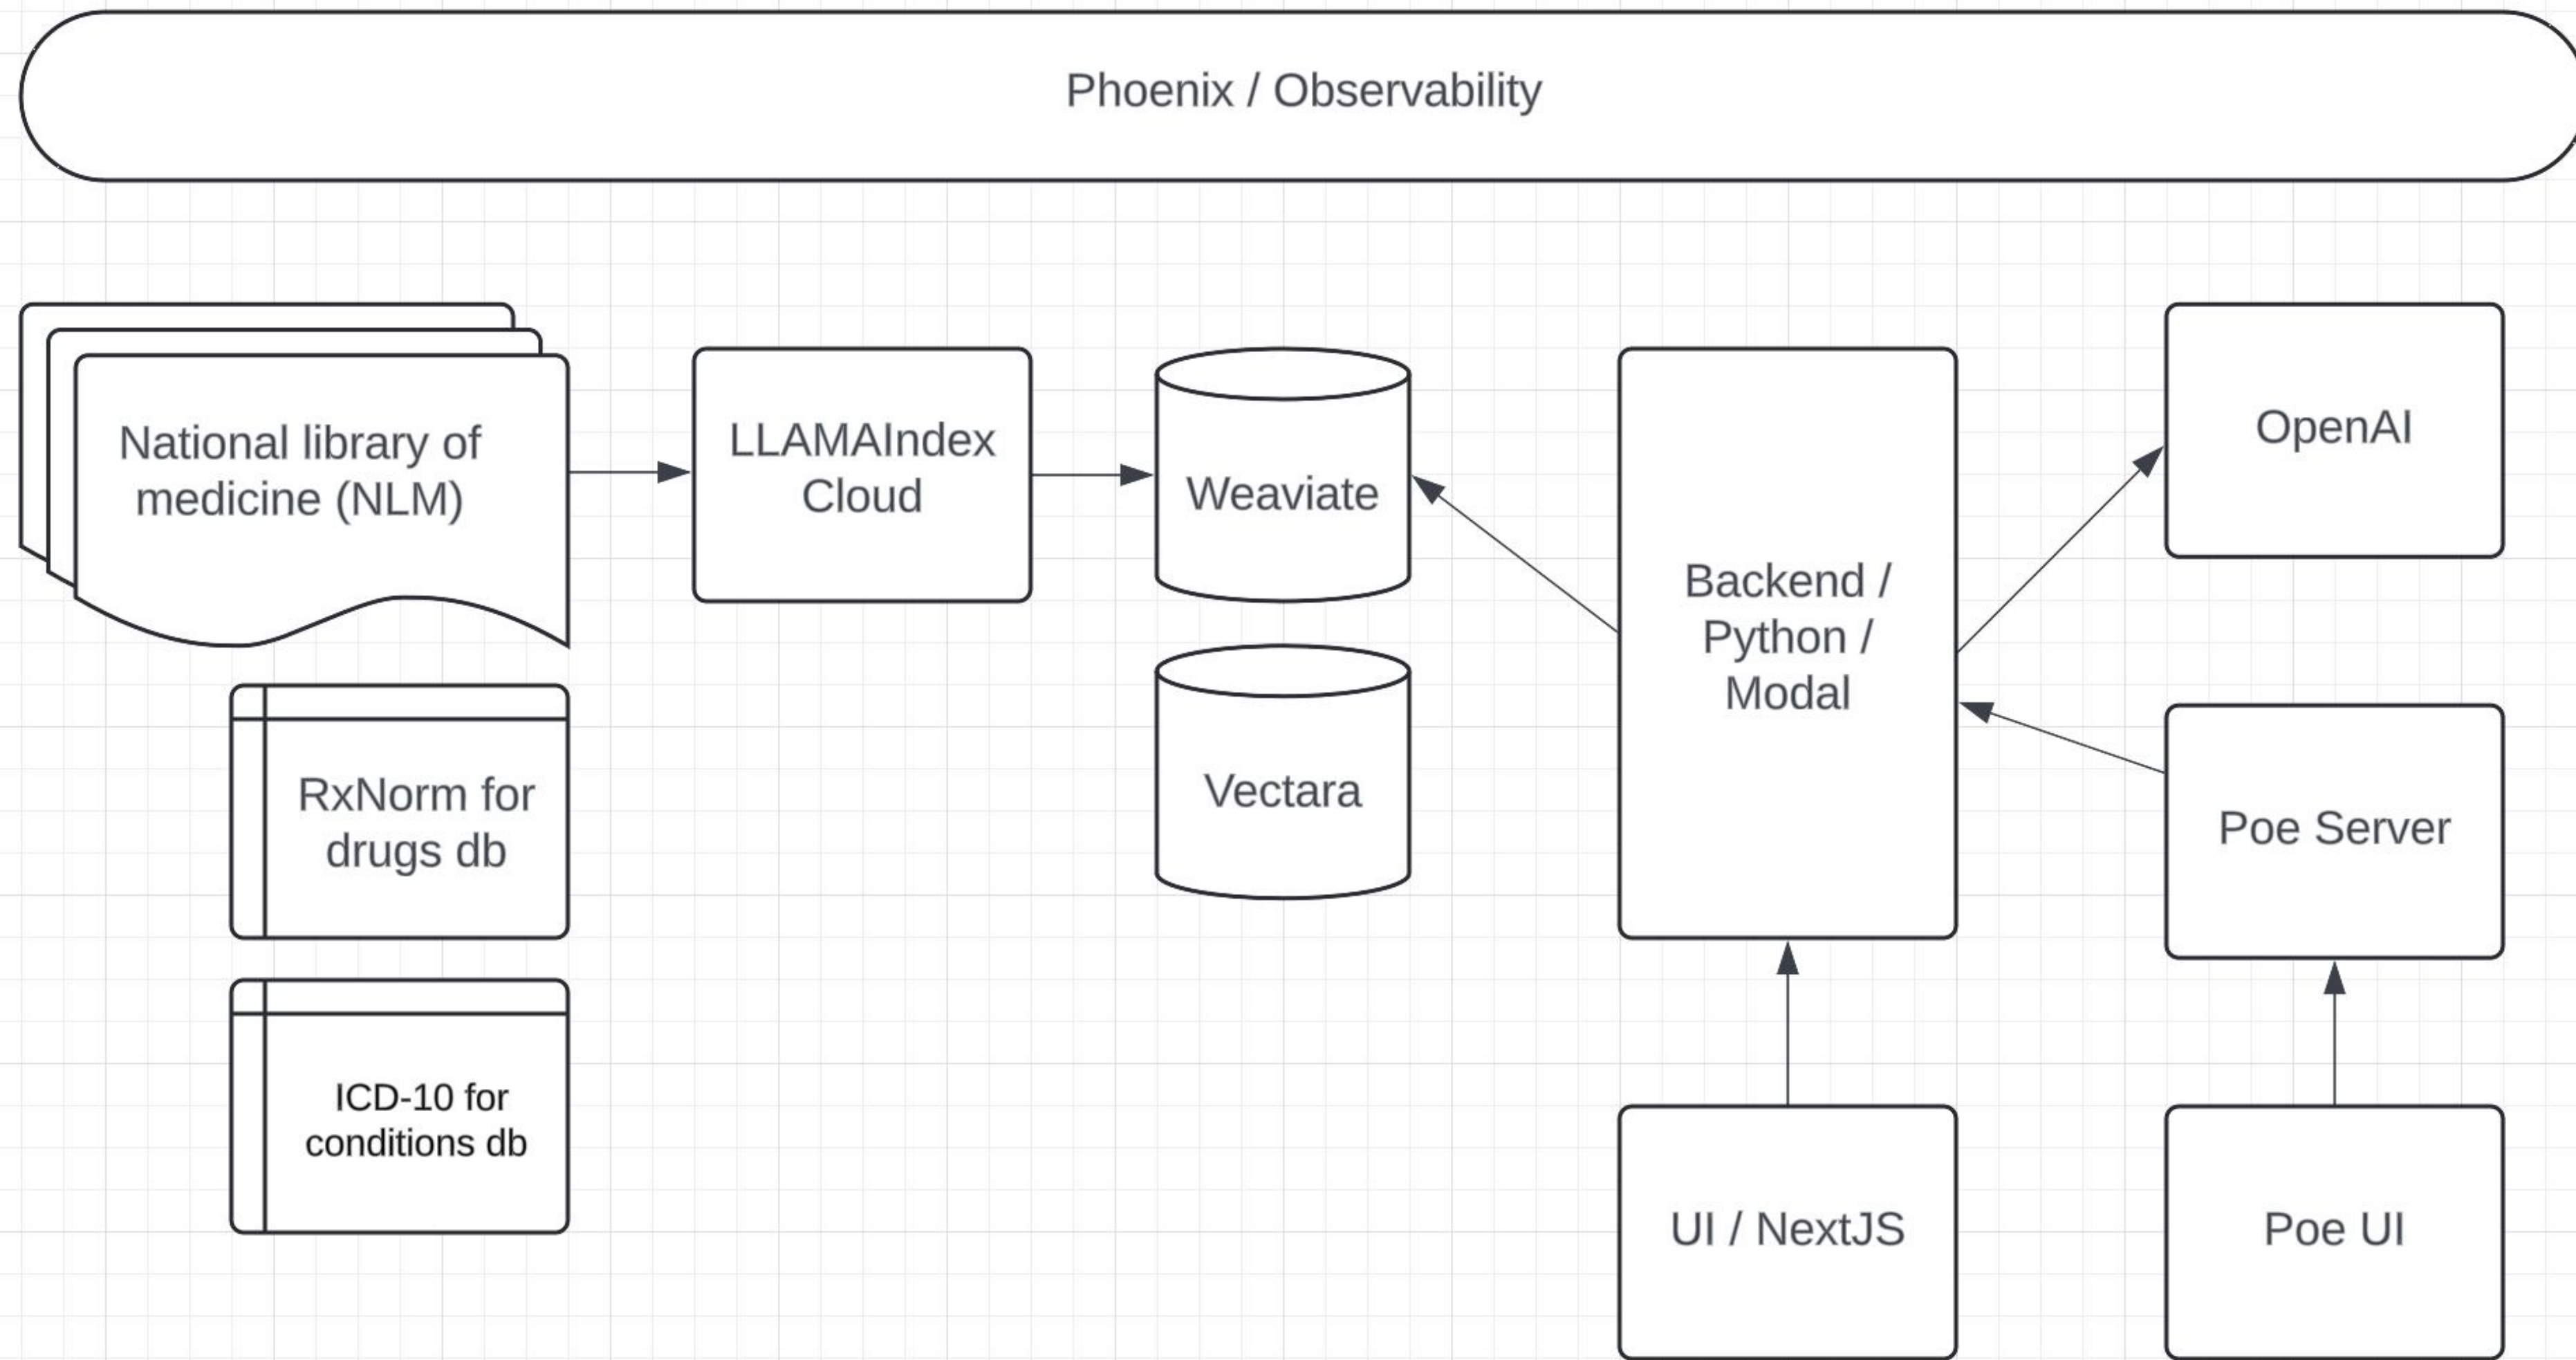 Phoenix / Observability
National library of
medicine (NLM)
LLAMAIndex
Cloud
Weaviate
Backend /
Python /
Modal
OpenAI
RxNorm for
drugs db
Vectara
Poe Server
ICD-10 for
conditions db
UI / NextJS
Poe UI